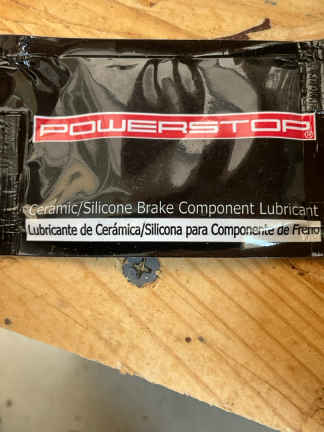 POWERSTOP®
Ceramic/Silicone Brake Component Lubricant
Lubricante de Cerámica/Silicona para Componente de Freno